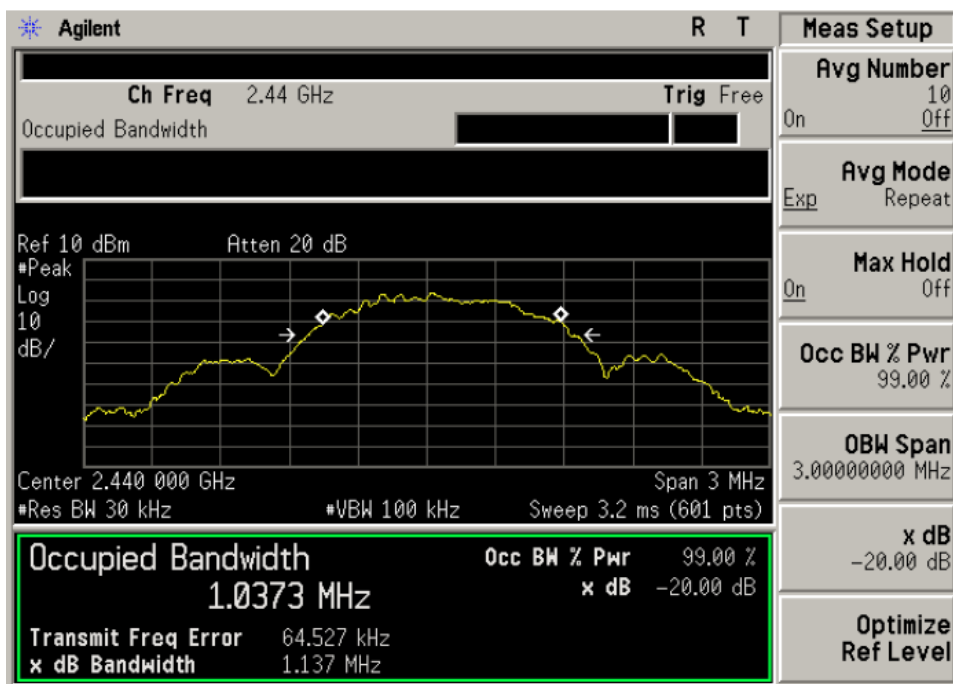 Agilent R T
Ch Freq 2.44 GHz Trig Free
Occupied Bandwidth
Ref 10 dBm Atten 20 dB
#Peak
Log
10
dB/
Center 2.440 000 GHz Span 3 MHz
#Res BW 30 kHz #VBW 100 kHz Sweep 3.2 ms (601 pts)
Occupied Bandwidth Occ BW % Pwr 99.00 %
1.0373 MHz x dB -20.00 dB
Transmit Freq Error 64.527 kHz
x dB Bandwidth 1.137 MHz
Meas Setup
Avg Number
10
On Off
Avg Mode
Exp Repeat
Max Hold
On Off
Occ BW % Pwr
99.00 %
OBW Span
3.00000000 MHz
x dB
-20.00 dB
Optimize
Ref Level